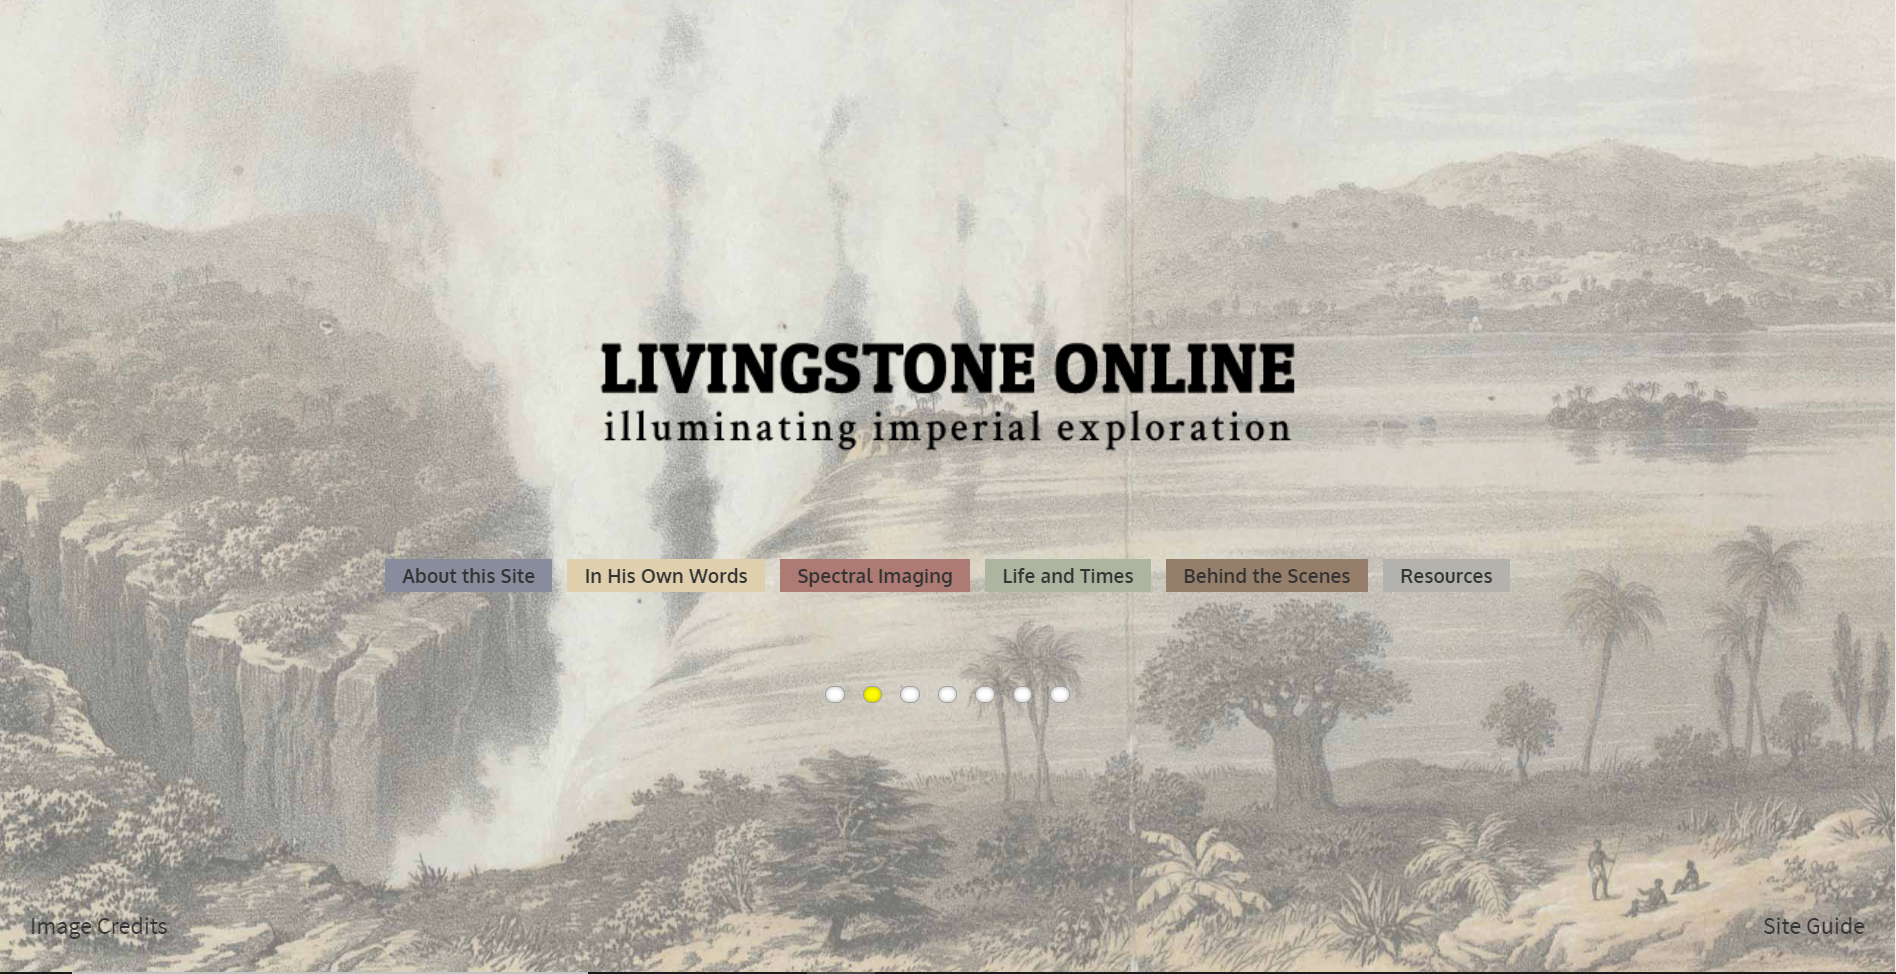 LIVINGSTONE ONLINE
illuminating imperial exploration
About this Site In His Own Words Spectral Imaging Life and Times Behind the Scenes Resources
Image Credits Site Guide